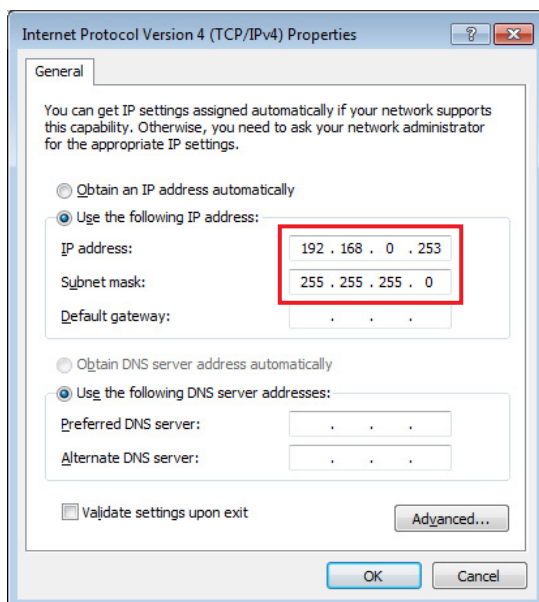 Internet Protocol Version 4 (TCP/IPv4) Properties
General
You can get IP settings assigned automatically if your network supports
this capability. Otherwise, you need to ask your network administrator
for the appropriate IP settings.
Obtain an IP address automatically
Use the following IP address:
IP address: 192 . 168 . 0 . 253
Subnet mask: 255 . 255 . 255 . 0
Default gateway: . . .
Obtain DNS server address automatically
Use the following DNS server addresses:
Preferred DNS server: . . .
Alternate DNS server: . . .
Validate settings upon exit
Advanced...
OK Cancel